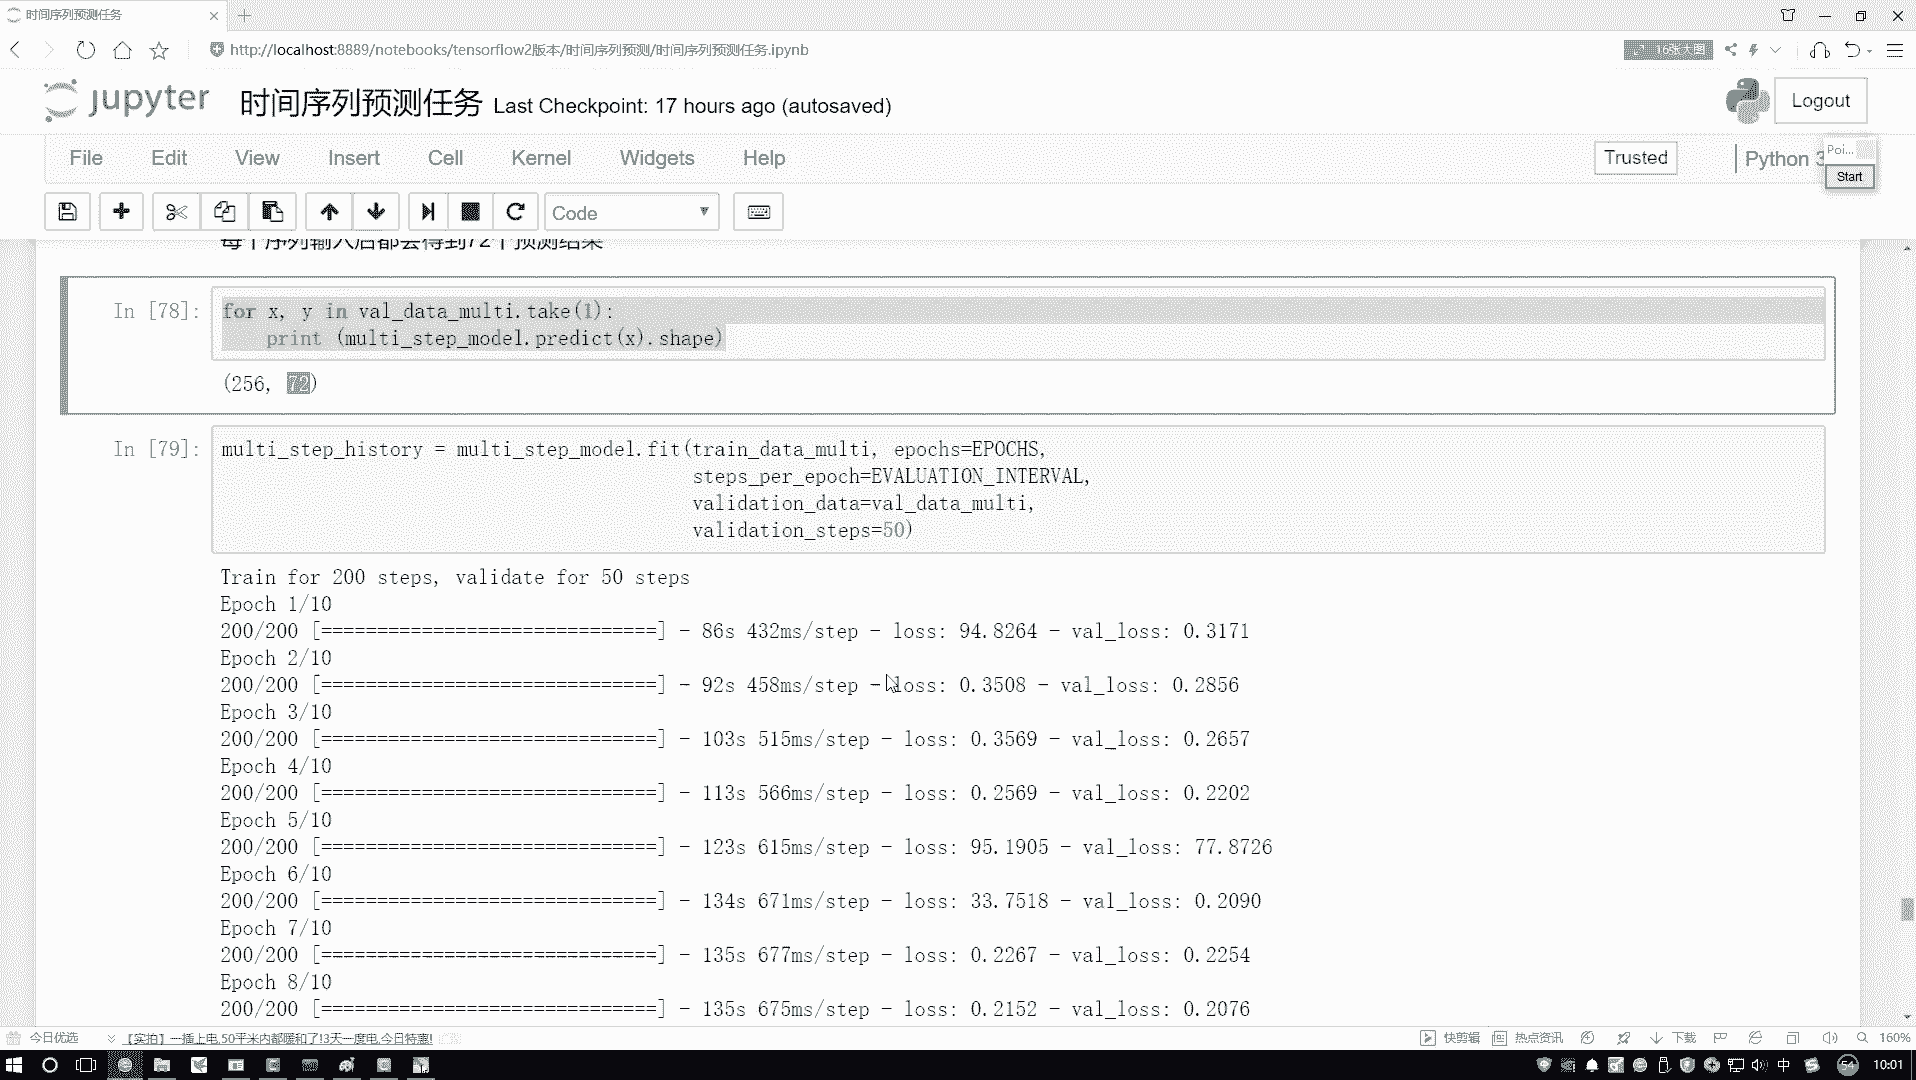 时间序列预测任务
http://localhost:8889/notebooks/tensorflow2版本/时间序列预测/时间序列预测任务.ipynb
16张大图
jupyter 时间序列预测任务 Last Checkpoint: 17 hours ago (autosaved)
Logout
File Edit View Insert Cell Kernel Widgets Help
Trusted
Python 3
Poi...
Start
Code
每个序列输入后都会得到72个预测结果
In [78]: for x, y in val_data_multi.take(1):
print (multi_step_model.predict(x).shape)
(256, 72)
In [79]: multi_step_history = multi_step_model.fit(train_data_multi, epochs=EPOCHS,
steps_per_epoch=EVALUATION_INTERVAL,
validation_data=val_data_multi,
validation_steps=50)
Train for 200 steps, validate for 50 steps
Epoch 1/10
200/200 [==============================] - 86s 432ms/step - loss: 94.8264 - val_loss: 0.3171
Epoch 2/10
200/200 [==============================] - 92s 458ms/step - loss: 0.3508 - val_loss: 0.2856
Epoch 3/10
200/200 [==============================] - 103s 515ms/step - loss: 0.3569 - val_loss: 0.2657
Epoch 4/10
200/200 [==============================] - 113s 566ms/step - loss: 0.2569 - val_loss: 0.2202
Epoch 5/10
200/200 [==============================] - 123s 615ms/step - loss: 95.1905 - val_loss: 77.8726
Epoch 6/10
200/200 [==============================] - 134s 671ms/step - loss: 33.7518 - val_loss: 0.2090
Epoch 7/10
200/200 [==============================] - 135s 677ms/step - loss: 0.2267 - val_loss: 0.2254
Epoch 8/10
200/200 [==============================] - 135s 675ms/step - loss: 0.2152 - val_loss: 0.2076
今日优选 【实拍】一插上电,50平米内都暖和了!3天一度电,今日特惠!
快剪辑 热点资讯 下载 160%
中 54 10:01